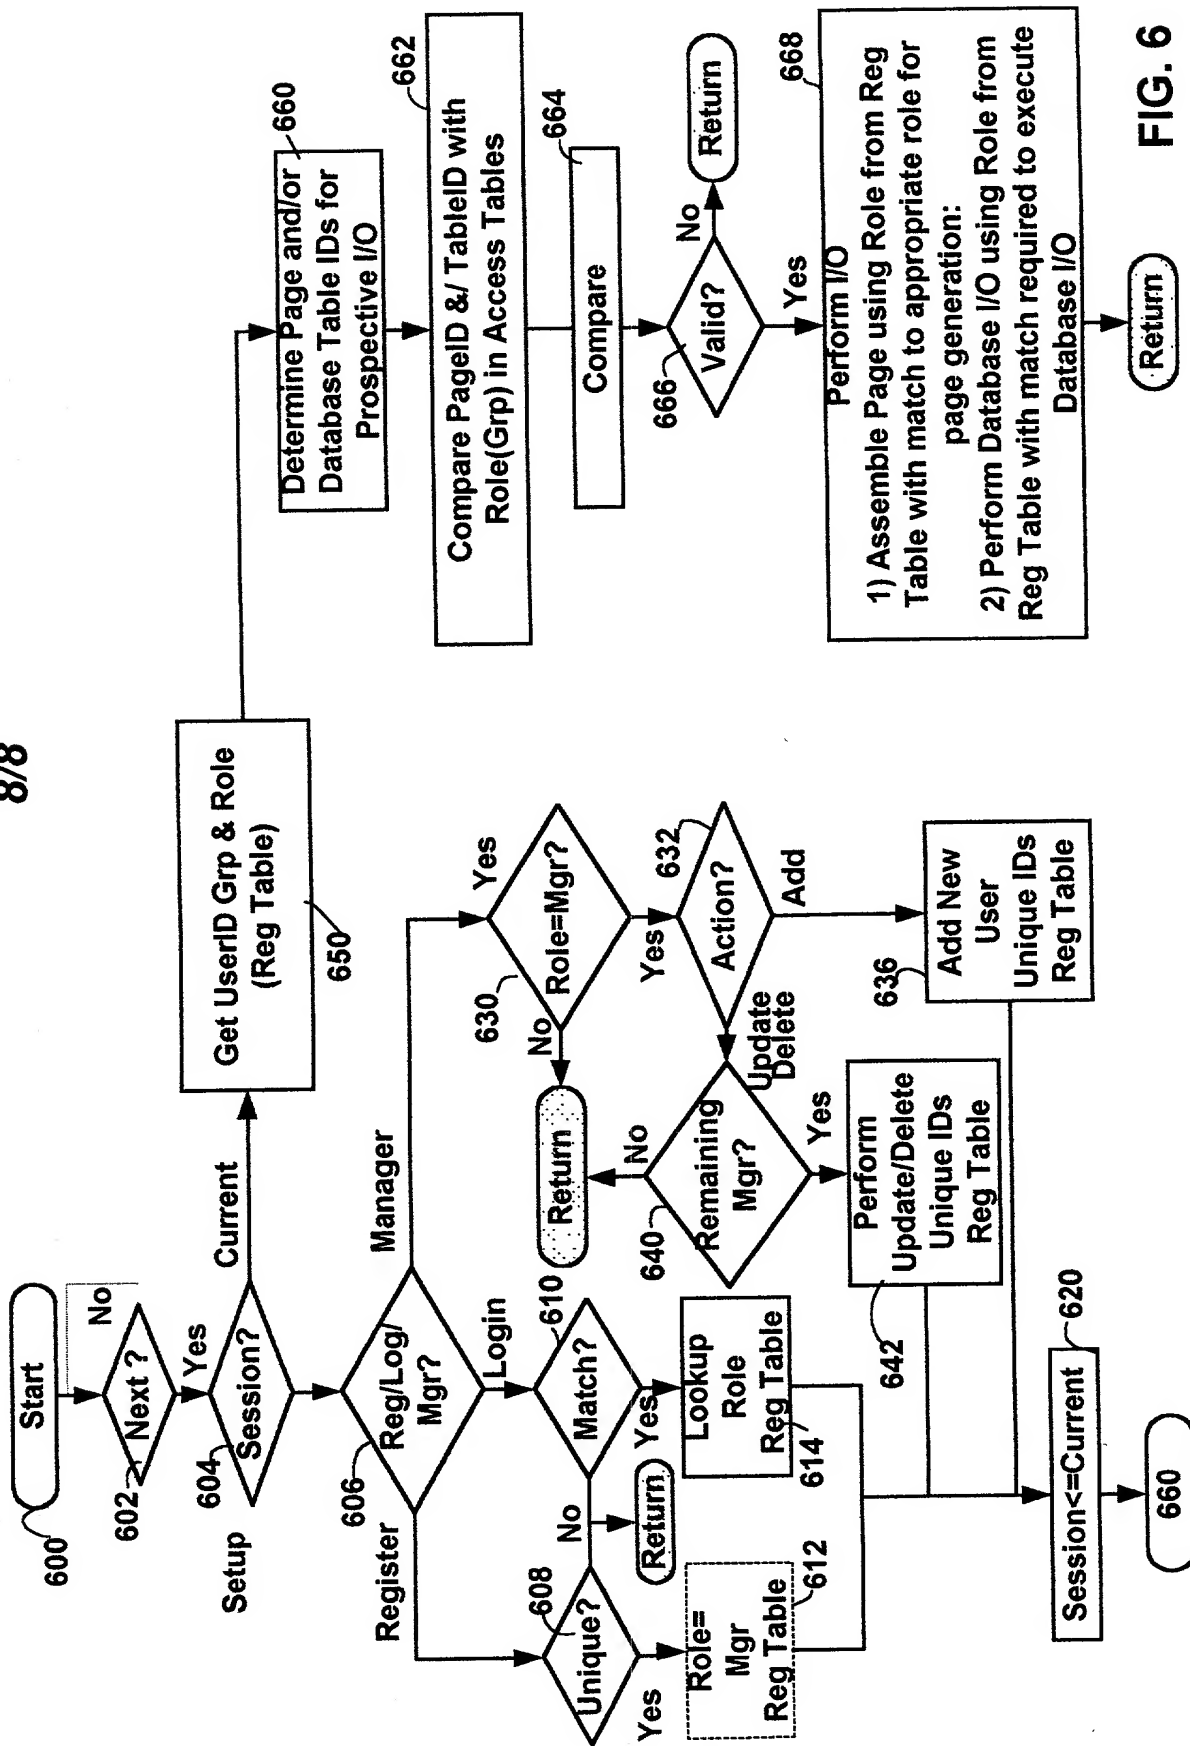 8/8
Start
600
No
Next ?
602
Yes
Session?
604
Setup
Current
Get UserID Grp & Role
(Reg Table)
650
Determine Page and/or
Database Table IDs for
Prospective I/O
660
Compare PageID &/ TableID with
Role(Grp) in Access Tables
662
Compare
664
Valid?
666
No
Return
Yes
Perform I/O
1) Assemble Page using Role from Reg
Table with match to appropriate role for
page generation:
2) Perform Database I/O using Role from
Reg Table with match required to execute
Database I/O
668
Return
Reg/Log/
Mgr?
606
Register
Login
Manager
Unique?
608
No
Yes
Match?
610
Yes
Return
Role=
Mgr
Reg Table
612
Lookup
Role
Reg Table
614
Yes
Role=Mgr?
630
No
Return
Yes
Action?
632
Add
Update
Delete
Remaining
Mgr?
640
No
Yes
Add New
User
Unique IDs
Reg Table
636
Perform
Update/Delete
Unique IDs
Reg Table
642
Session<=Current
620
660
FIG. 6